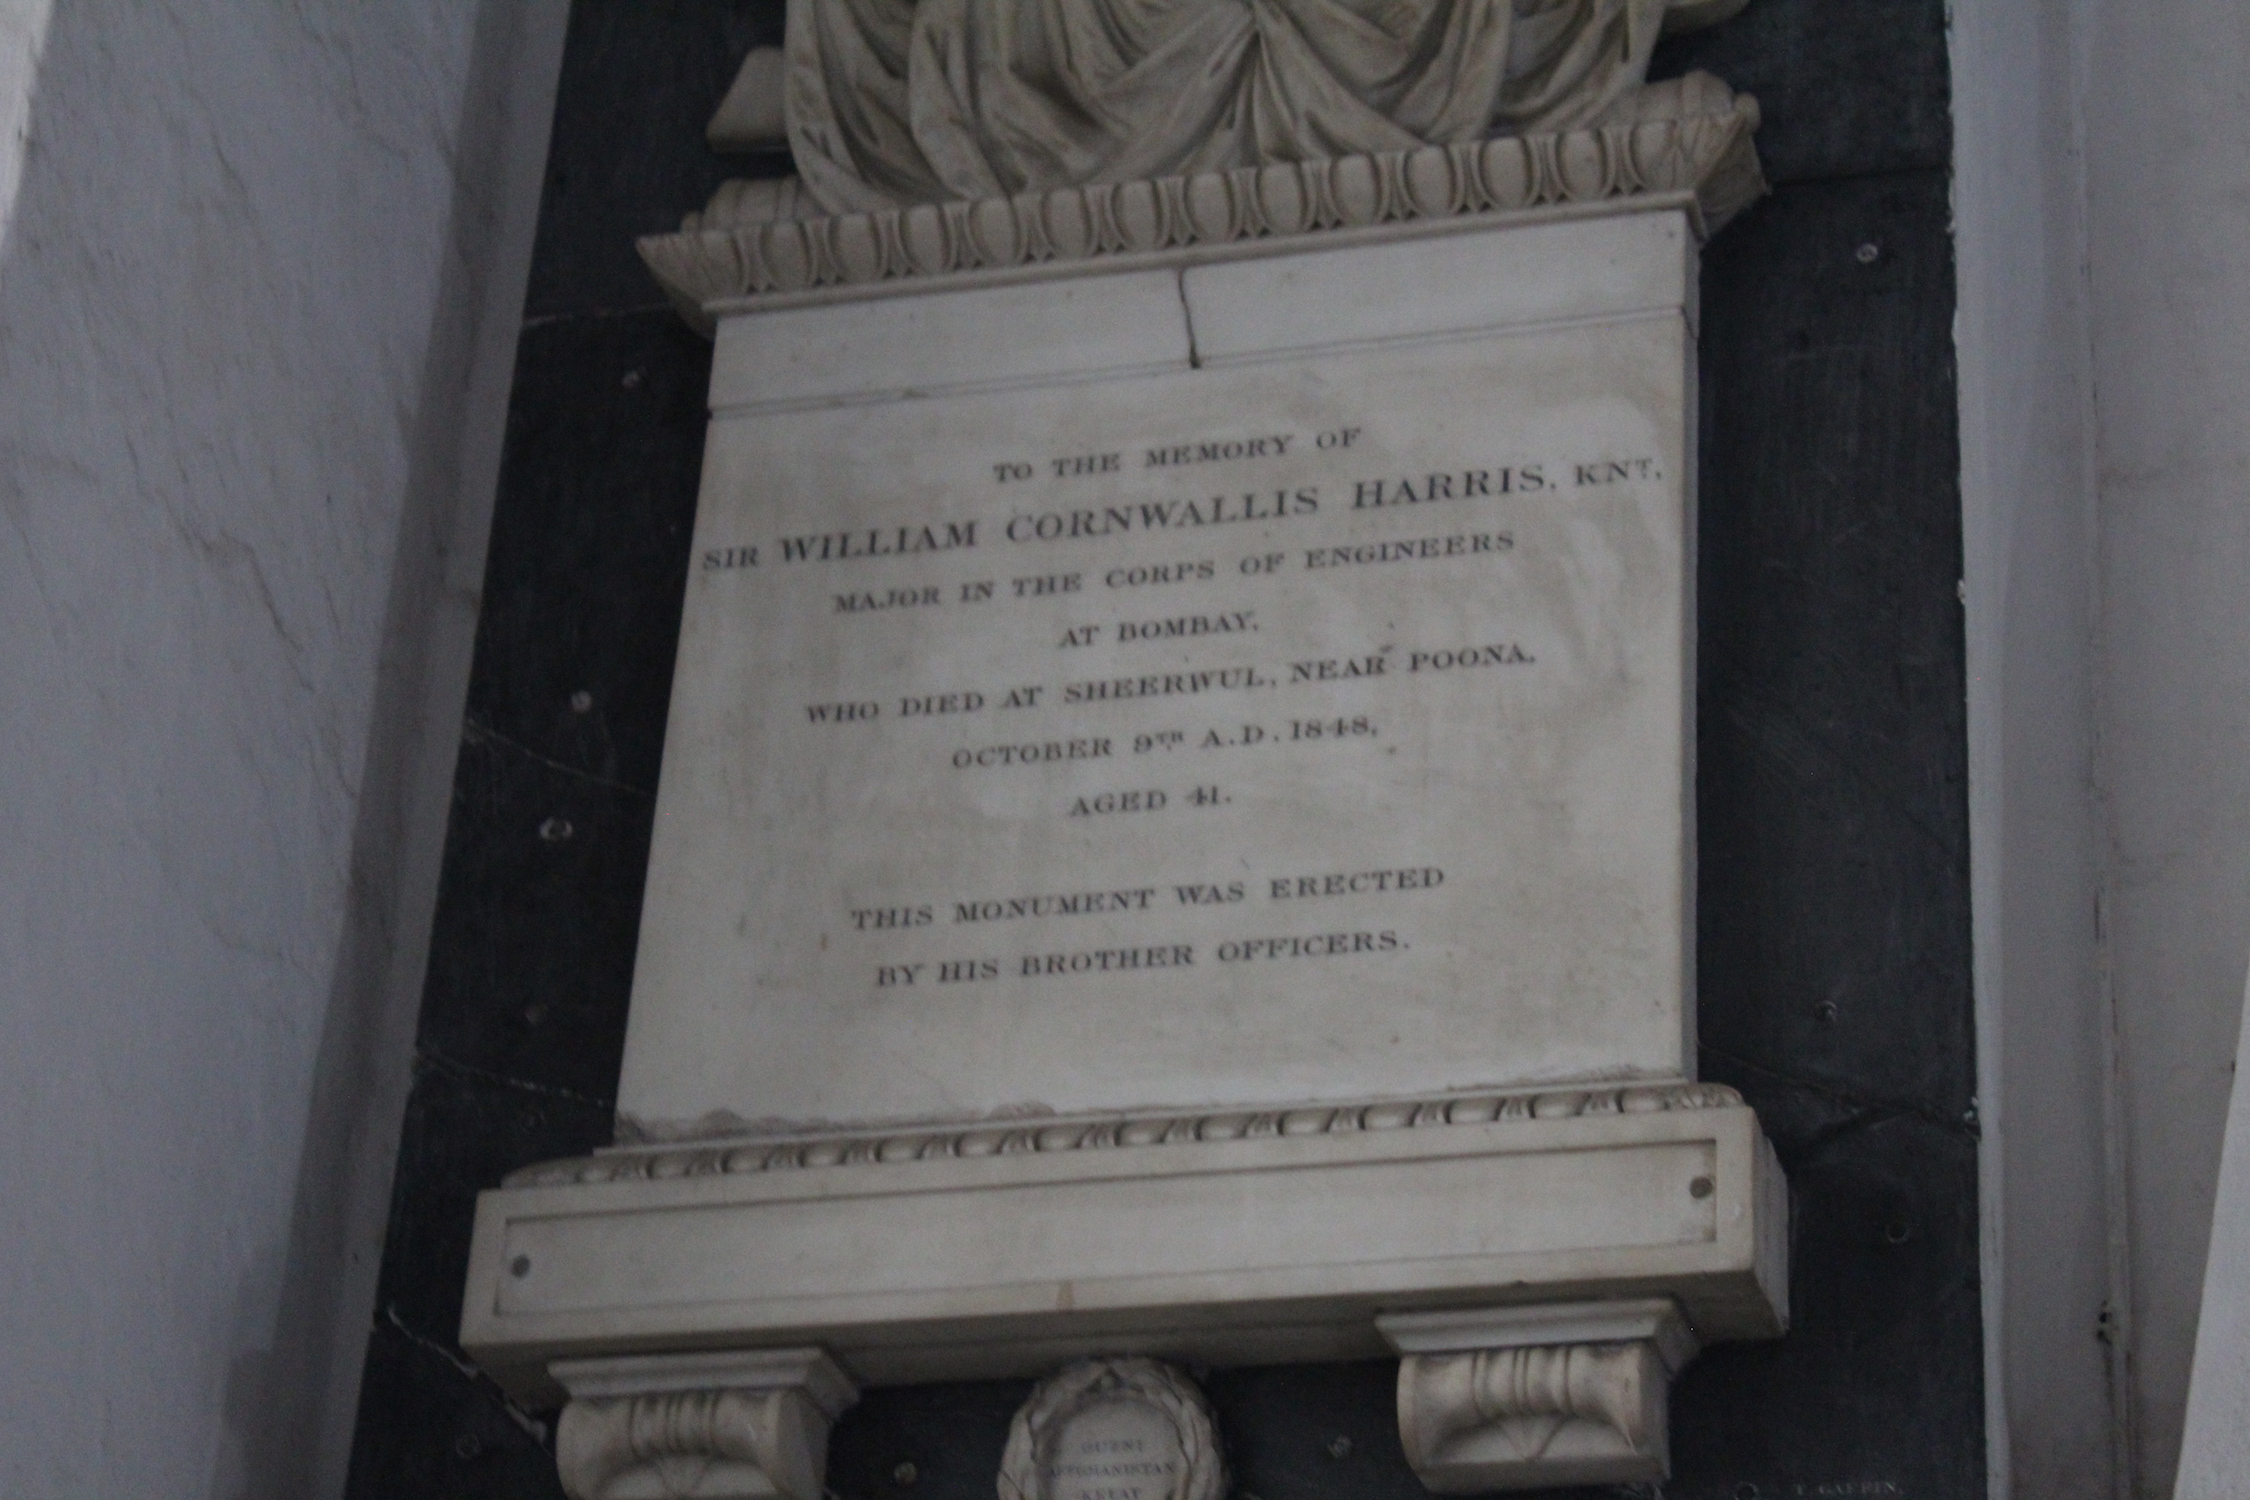 TO THE MEMORY OF
SIR WILLIAM CORNWALLIS HARRIS, KNT.
MAJOR IN THE CORPS OF ENGINEERS
AT BOMBAY,
WHO DIED AT SHEERWUL, NEAR POONA,
OCTOBER 9TH A.D. 1848,
AGED 41.
THIS MONUMENT WAS ERECTED
BY HIS BROTHER OFFICERS.
AFFGHANISTAN